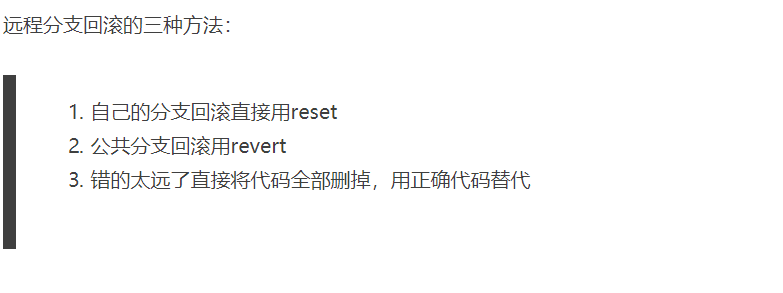 远程分支回滚的三种方法：
1. 自己的分支回滚直接用reset
2. 公共分支回滚用revert
3. 错的太远了直接将代码全部删掉，用正确代码替代